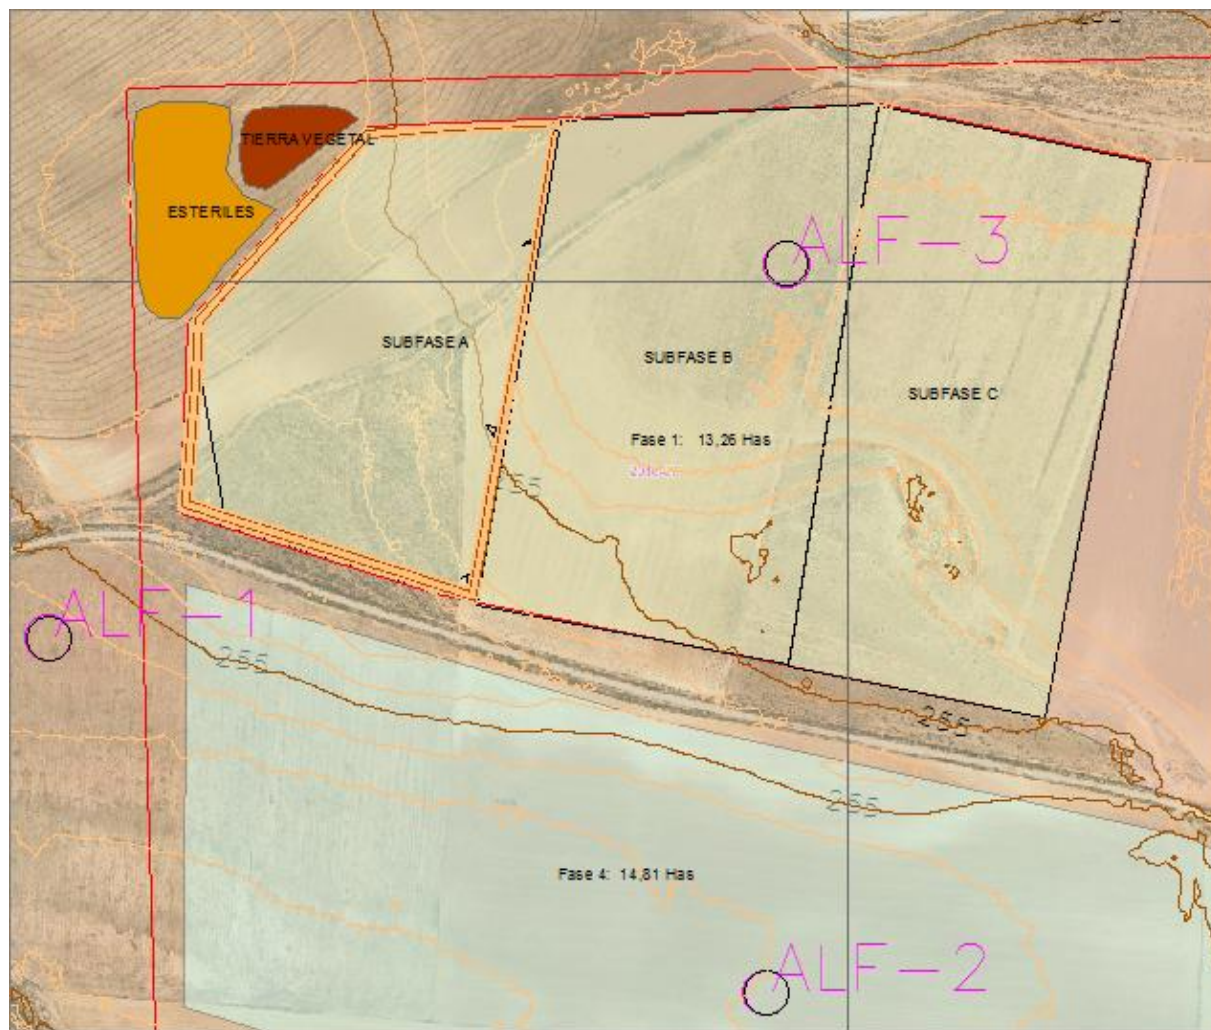 TIERRA VEGETAL
ESTERILES
ALF-3
SUBFASE A
SUBFASE B
SUBFASE C
Fase 1: 13,26 Has
255
ALF-1
255
255
255
Fase 4: 14,81 Has
ALF-2